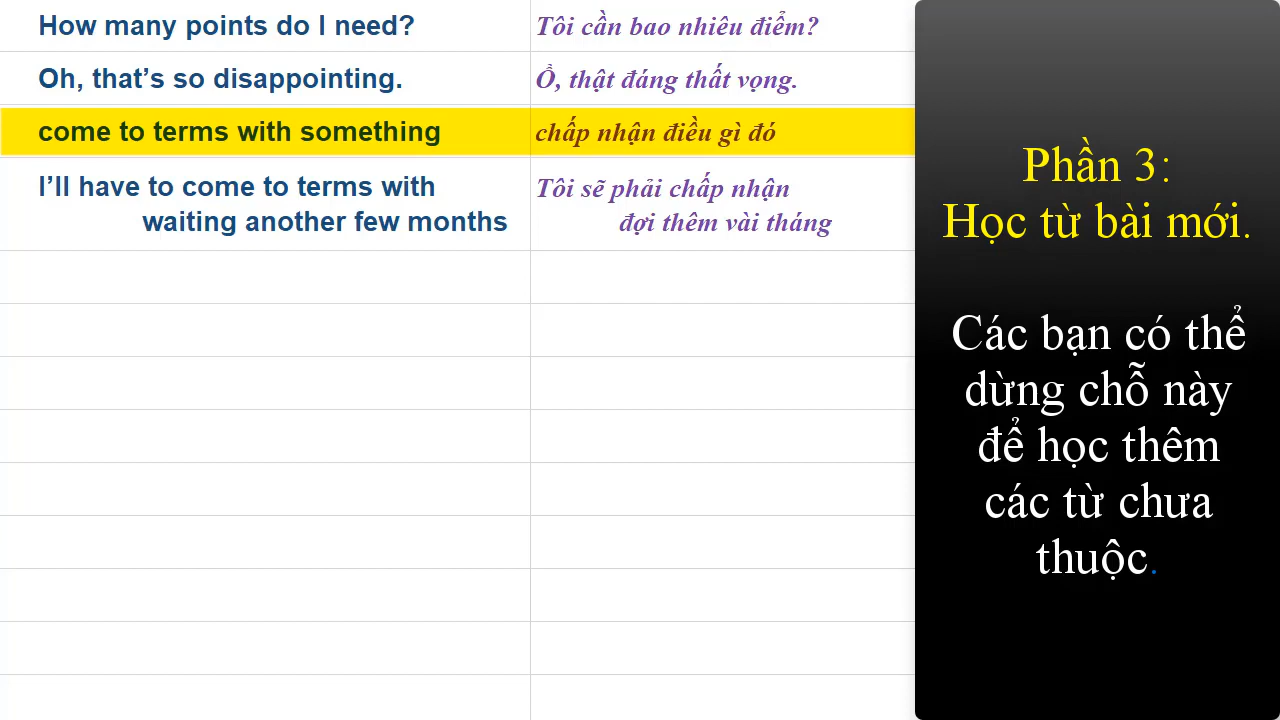 How many points do I need?
Tôi cần bao nhiêu điểm?
Oh, that’s so disappointing.
Ồ, thật đáng thất vọng.
come to terms with something
chấp nhận điều gì đó
I’ll have to come to terms with
waiting another few months
Tôi sẽ phải chấp nhận
đợi thêm vài tháng
Phần 3:
Học từ bài mới.
Các bạn có thể
dừng chỗ này
để học thêm
các từ chưa
thuộc.